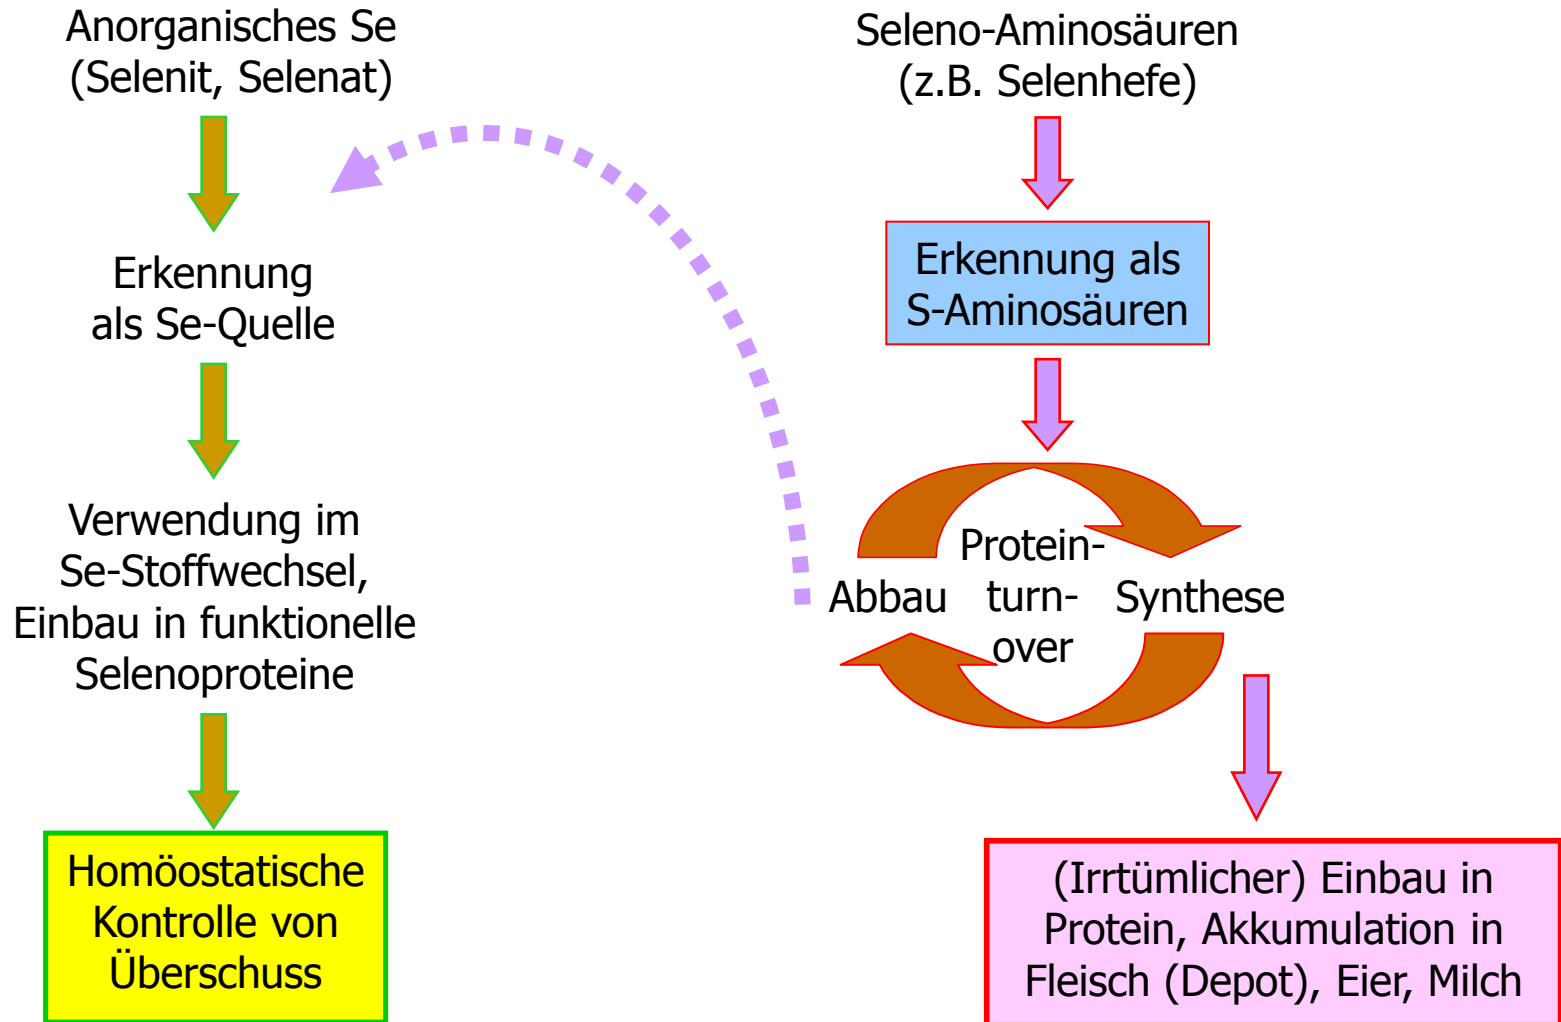 Anorganisches Se
(Selenit, Selenat)
Erkennung
als Se-Quelle
Verwendung im
Se-Stoffwechsel,
Einbau in funktionelle
Selenoproteine
Homöostatische
Kontrolle von
Überschuss
Seleno-Aminosäuren
(z.B. Selenhefe)
Erkennung als
S-Aminosäuren
Abbau
Protein-
turn-
over
Synthese
(Irrtümlicher) Einbau in
Protein, Akkumulation in
Fleisch (Depot), Eier, Milch